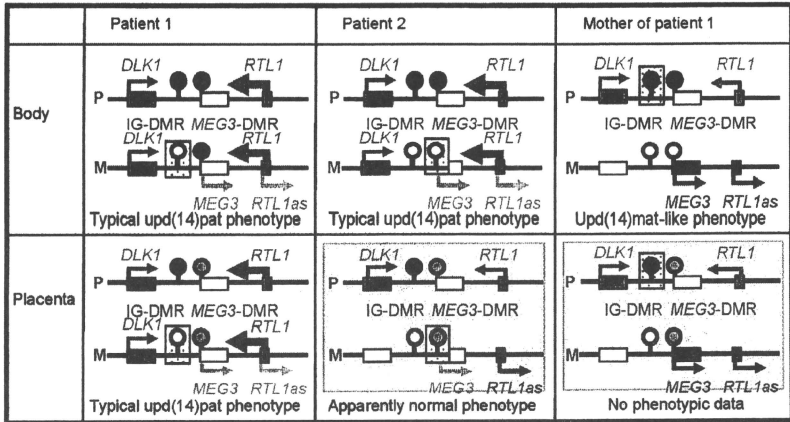 Patient 1 Patient 2 Mother of patient 1
Body
DLK1 RTL1
P
IG-DMR MEG3-DMR
DLK1 RTL1
M
MEG3 RTL1as
Typical upd(14)pat phenotype
DLK1 RTL1
P
IG-DMR MEG3-DMR
DLK1 RTL1
M
MEG3 RTL1as
Typical upd(14)pat phenotype
DLK1 RTL1
P
IG-DMR MEG3-DMR
M
MEG3 RTL1as
Upd(14)mat-like phenotype
Placenta
DLK1 RTL1
P
IG-DMR MEG3-DMR
DLK1 RTL1
M
MEG3 RTL1as
Typical upd(14)pat phenotype
DLK1 RTL1
P
IG-DMR MEG3-DMR
M
MEG3 RTL1as
Apparently normal phenotype
DLK1 RTL1
P
IG-DMR MEG3-DMR
M
MEG3 RTL1as
No phenotypic data